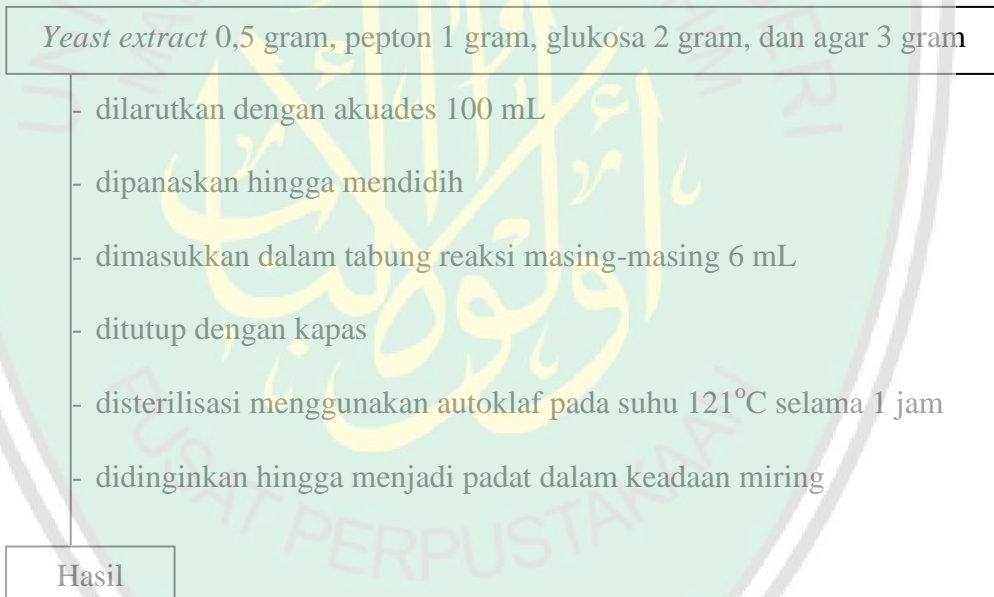 Yeast extract 0,5 gram, pepton 1 gram, glukosa 2 gram, dan agar 3 gram
- dilarutkan dengan akuades 100 mL
- dipanaskan hingga mendidih
- dimasukkan dalam tabung reaksi masing-masing 6 mL
- ditutup dengan kapas
- disterilisasi menggunakan autoklaf pada suhu 121°C selama 1 jam
- didinginkan hingga menjadi padat dalam keadaan miring
PUSAT PERPUSTAKAAN
Hasil